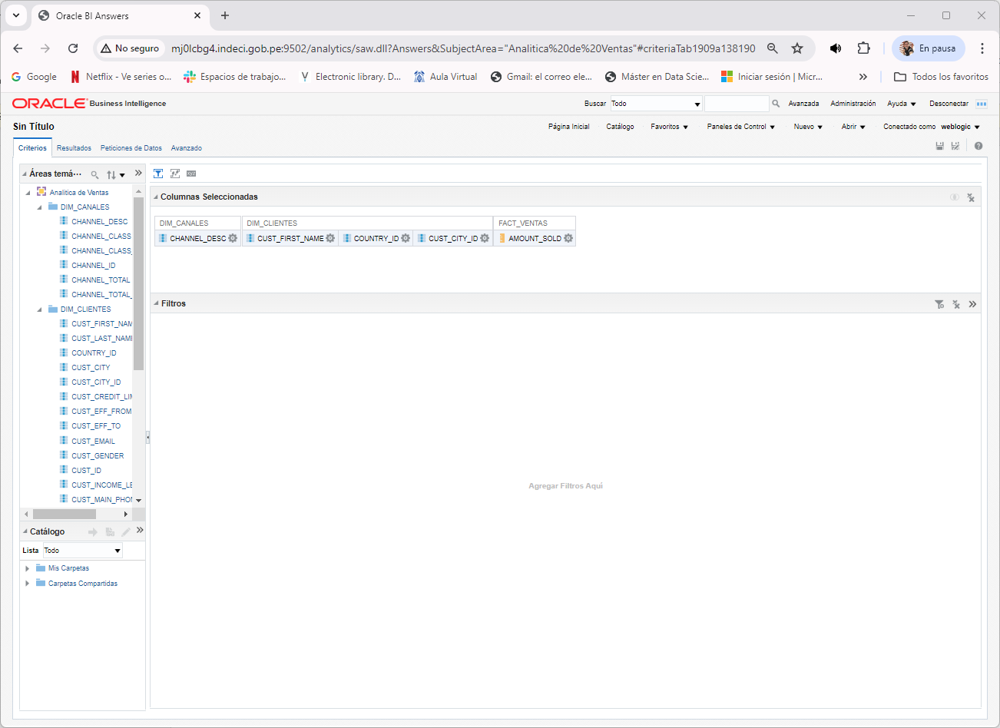 Oracle BI Answers
No seguro
mj0lcbg4.indeci.gob.pe:9502/analytics/saw.dll?Answers&SubjectArea="Analitica%20de%20Ventas"#criteriaTab1909a138190
En pausa
Google
Netflix - Ve series o...
Espacios de trabajo...
Electronic library. D...
Aula Virtual
Gmail: el correo ele...
Máster en Data Scie...
Iniciar sesión | Micr...
Todos los favoritos
ORACLE Business Intelligence
Buscar Todo
Avanzada
Administración
Ayuda
Desconectar
Sin Título
Página Inicial
Catálogo
Favoritos
Paneles de Control
Nuevo
Abrir
Conectado como weblogic
Criterios
Resultados
Peticiones de Datos
Avanzado
Áreas temá...
Analitica de Ventas
DIM_CANALES
CHANNEL_DESC
CHANNEL_CLASS
CHANNEL_CLASS_
CHANNEL_ID
CHANNEL_TOTAL
CHANNEL_TOTAL_
DIM_CLIENTES
CUST_FIRST_NAM
CUST_LAST_NAM
COUNTRY_ID
CUST_CITY
CUST_CITY_ID
CUST_CREDIT_LIM
CUST_EFF_FROM
CUST_EFF_TO
CUST_EMAIL
CUST_GENDER
CUST_ID
CUST_INCOME_LE
CUST_MAIN_PHO
Catálogo
Lista Todo
Mis Carpetas
Carpetas Compartidas
Columnas Seleccionadas
DIM_CANALES
DIM_CLIENTES
FACT_VENTAS
CHANNEL_DESC
CUST_FIRST_NAME
COUNTRY_ID
CUST_CITY_ID
AMOUNT_SOLD
Filtros
Agregar Filtros Aquí